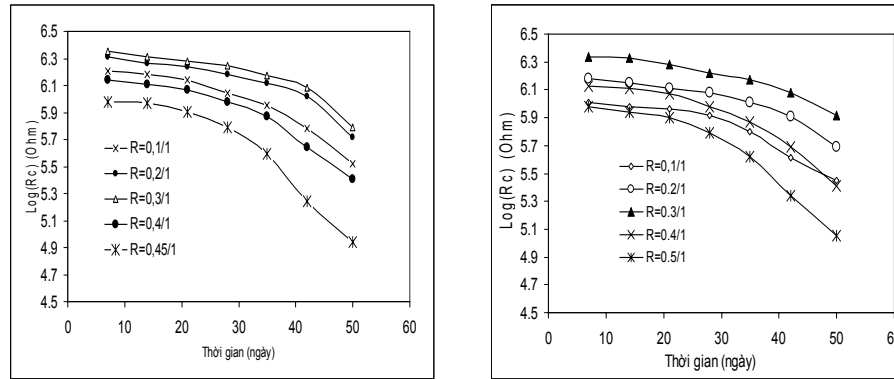 6.5
6.3
6.1
5.9
5.7
5.5
5.3
5.1
4.9
4.7
4.5
Log(Rc) (Ohm)
R=0,1/1
R=0,2/1
R=0,3/1
R=0,4/1
R=0,45/1
0 10 20 30 40 50 60
Thời gian (ngày)
6.5
6.3
6.1
5.9
5.7
5.5
5.3
5.1
4.9
4.7
4.5
Log(Rc) (Ohm)
R=0,1/1
R=0.2/1
R=0.3/1
R=0.4/1
R=0.5/1
0 10 20 30 40 50
Thời gian (ngày)